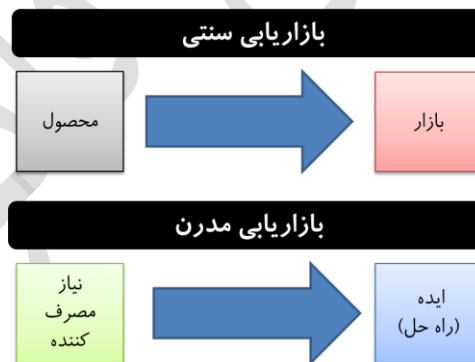 بازاریابی سنتی
محصول
بازار
بازاریابی مدرن
نیاز
مصرف
کننده
ایده
(راه حل)